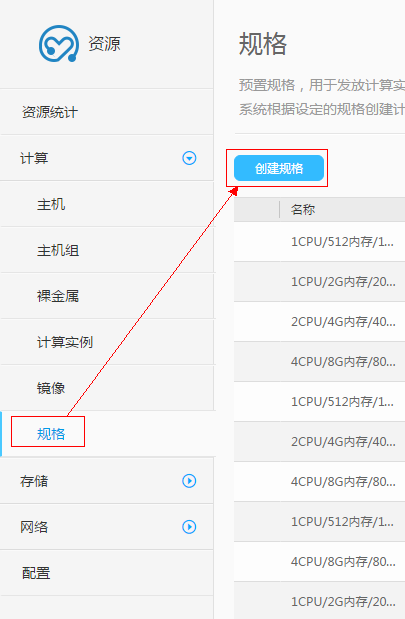 资源
资源统计
计算
主机
主机组
裸金属
计算实例
镜像
规格
存储
网络
配置
规格
预置规格，用于发放计算实
系统根据设定的规格创建计
创建规格
名称
1CPU/512内存/1...
1CPU/2G内存/20...
2CPU/4G内存/40...
4CPU/8G内存/80...
1CPU/512内存/1...
2CPU/4G内存/40...
4CPU/8G内存/80...
1CPU/512内存/1...
4CPU/8G内存/80...
1CPU/2G内存/20...